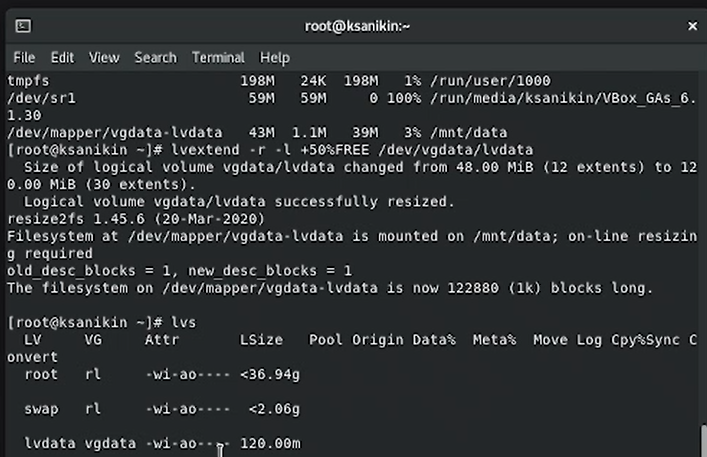 root@ksanikin:~
File Edit View Search Terminal Help
tmpfs 198M 24K 198M 1% /run/user/1000
/dev/sr1 59M 59M 0 100% /run/media/ksanikin/VBox_GAs_6.
1.30
/dev/mapper/vgdata-lvdata 43M 1.1M 39M 3% /mnt/data
[root@ksanikin ~]# lvextend -r -l +50%FREE /dev/vgdata/lvdata
Size of logical volume vgdata/lvdata changed from 48.00 MiB (12 extents) to 12
0.00 MiB (30 extents).
Logical volume vgdata/lvdata successfully resized.
resize2fs 1.45.6 (20-Mar-2020)
Filesystem at /dev/mapper/vgdata-lvdata is mounted on /mnt/data; on-line resizin
g required
old_desc_blocks = 1, new_desc_blocks = 1
The filesystem on /dev/mapper/vgdata-lvdata is now 122880 (1k) blocks long.
[root@ksanikin ~]# lvs
LV VG Attr LSize Pool Origin Data% Meta% Move Log Cpy%Sync C
onvert
root rl -wi-ao---- <36.94g
swap rl -wi-ao---- <2.06g
lvdata vgdata -wi-ao---- 120.00m